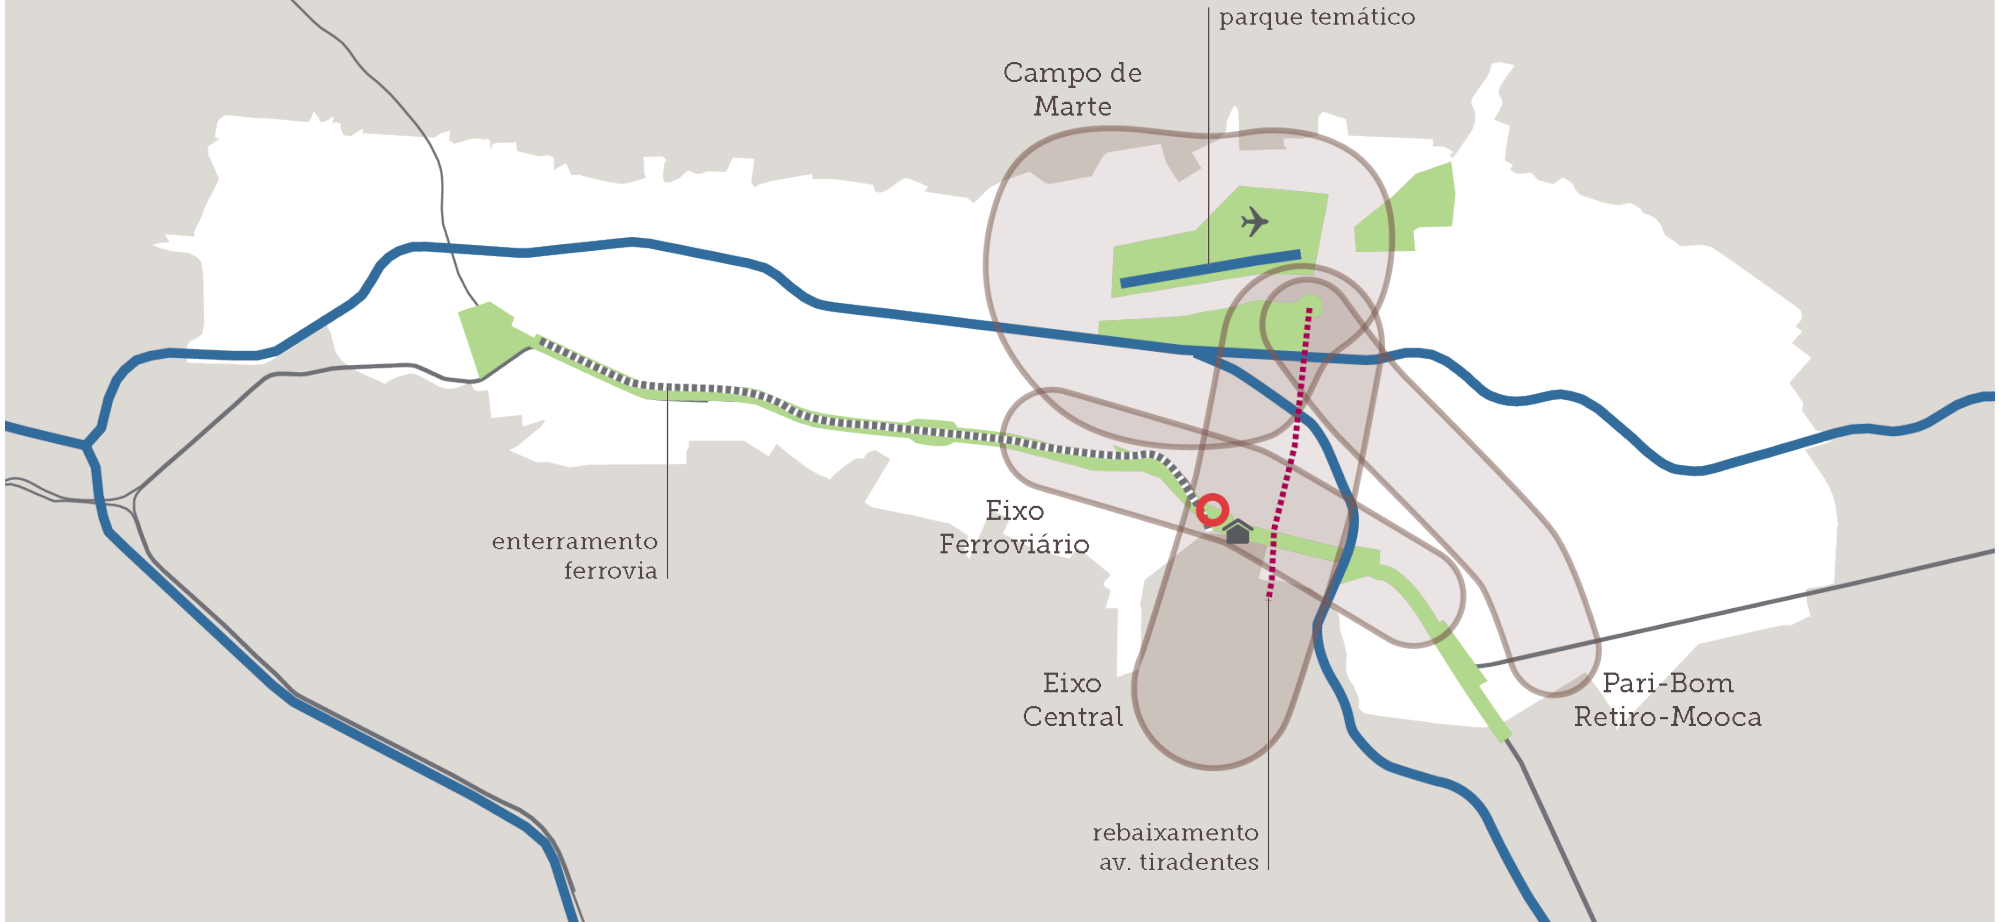 parque temático
Campo de
Marte
Eixo
Ferroviário
enterramento
ferrovia
Eixo
Central
Pari-Bom
Retiro-Mooca
rebaixamento
av. tiradentes